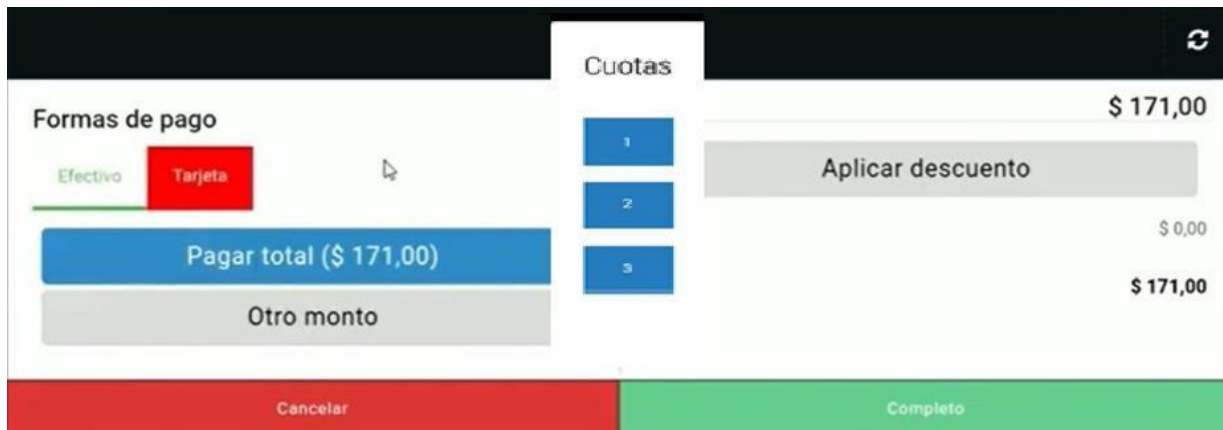 Formas de pago
Efectivo
Tarjeta
Pagar total ($ 171,00)
Otro monto
Cuotas
1
2
3
$ 171,00
Aplicar descuento
$ 0,00
$ 171,00
Cancelar
Completo